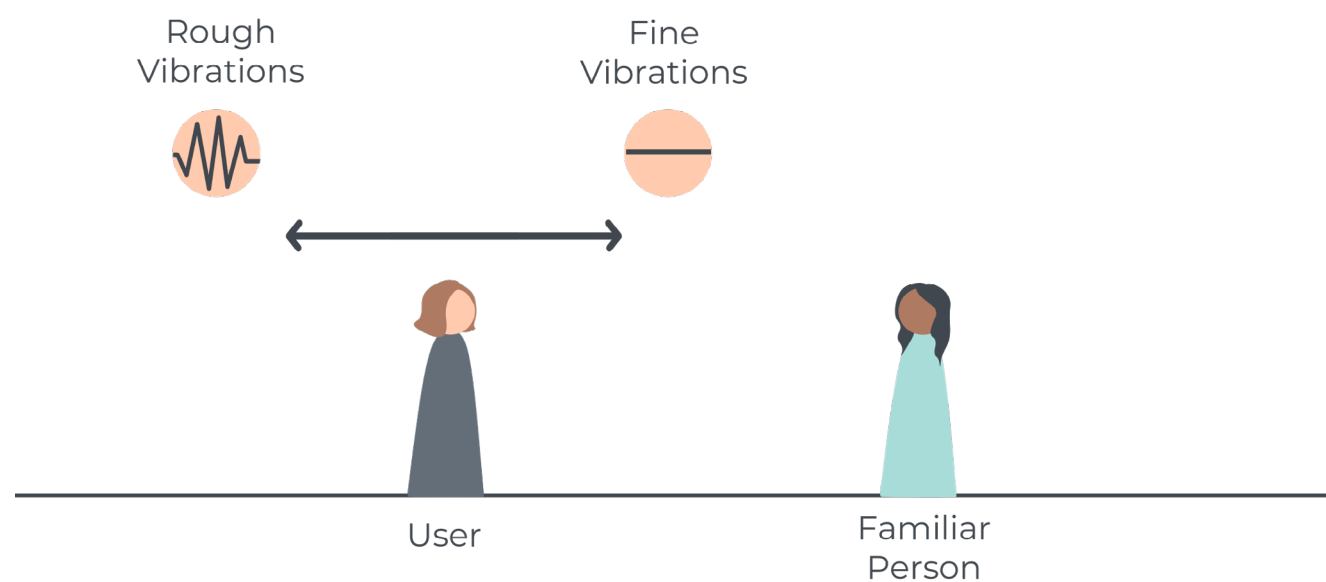 Rough
Vibrations
Fine
Vibrations
User
Familiar
Person